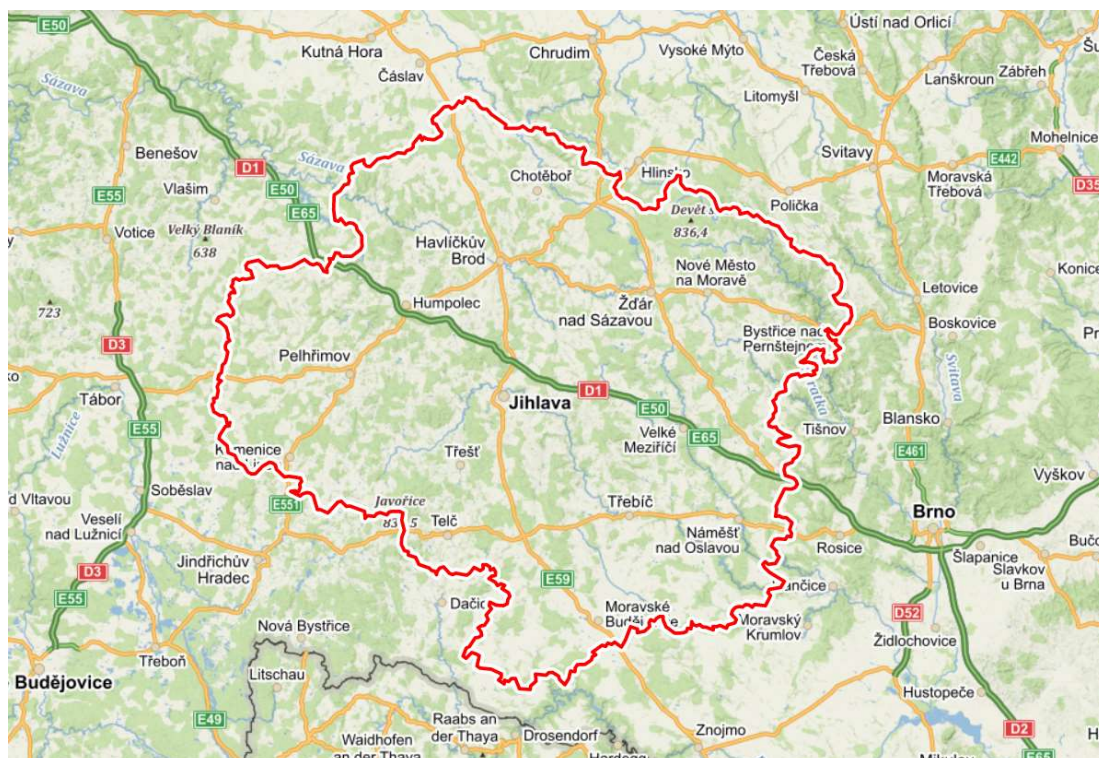 E50
Kutná Hora
Chrudim
Vysoké Mýto
Ústí nad Orlicí
Česká
Třebová
Lanškroun
Zábřeh
Čáslav
Litomyšl
Sázava
Mohelnice
Benešov
D1
E50
Sázava
Hlinsko
Chotěboř
Svitavy
E442
D35
Moravská
Třebová
Vlašim
E55
E65
Polička
Votice
Velký Blaník
638
Devět s
836,4
Havlíčkův
Brod
Nové Město
na Moravě
Konice
Letovice
723
Humpolec
Žďár
nad Sázavou
Bystřice nad
Pernštejnem
Boskovice
D3
Pelhřimov
Svitava
Tábor
Jihlava
D1
E50
ratka
Blansko
Lužnice
E55
Velké
Meziříčí
E65
Tišnov
Třešť
E461
Vyškov
d Vltavou
Soběslav
E551
Javořice
Třebíč
Brno
Veselí
nad Lužnicí
Telč
Náměšť
nad Oslavou
Rosice
Šlapanice
Slavkov
u Brna
Jindřichův
Hradec
D3
E55
E59
Dačic
Moravské
Moravský
Krumlov
D52
Židlochovice
Nová Bystřice
Třeboň
Litschau
Budějovice
Hustopeče
E49
Raabs an
der Thaya
Drosendorf
Znojmo
D2
Waidhofen
E65